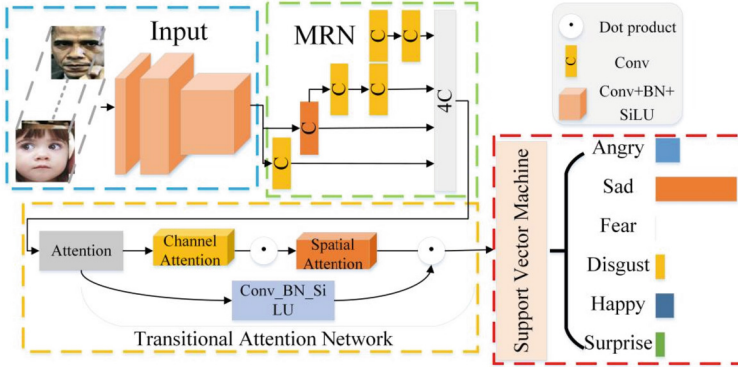 Input
MRN
C
C
C
C
C
C
4C
Dot product
C
Conv
Conv+BN+
SiLU
Attention
Channel
Attention
Spatial
Attention
Conv_BN_Si
LU
Transitional Attention Network
Support Vector Machine
Angry
Sad
Fear
Disgust
Happy
Surprise